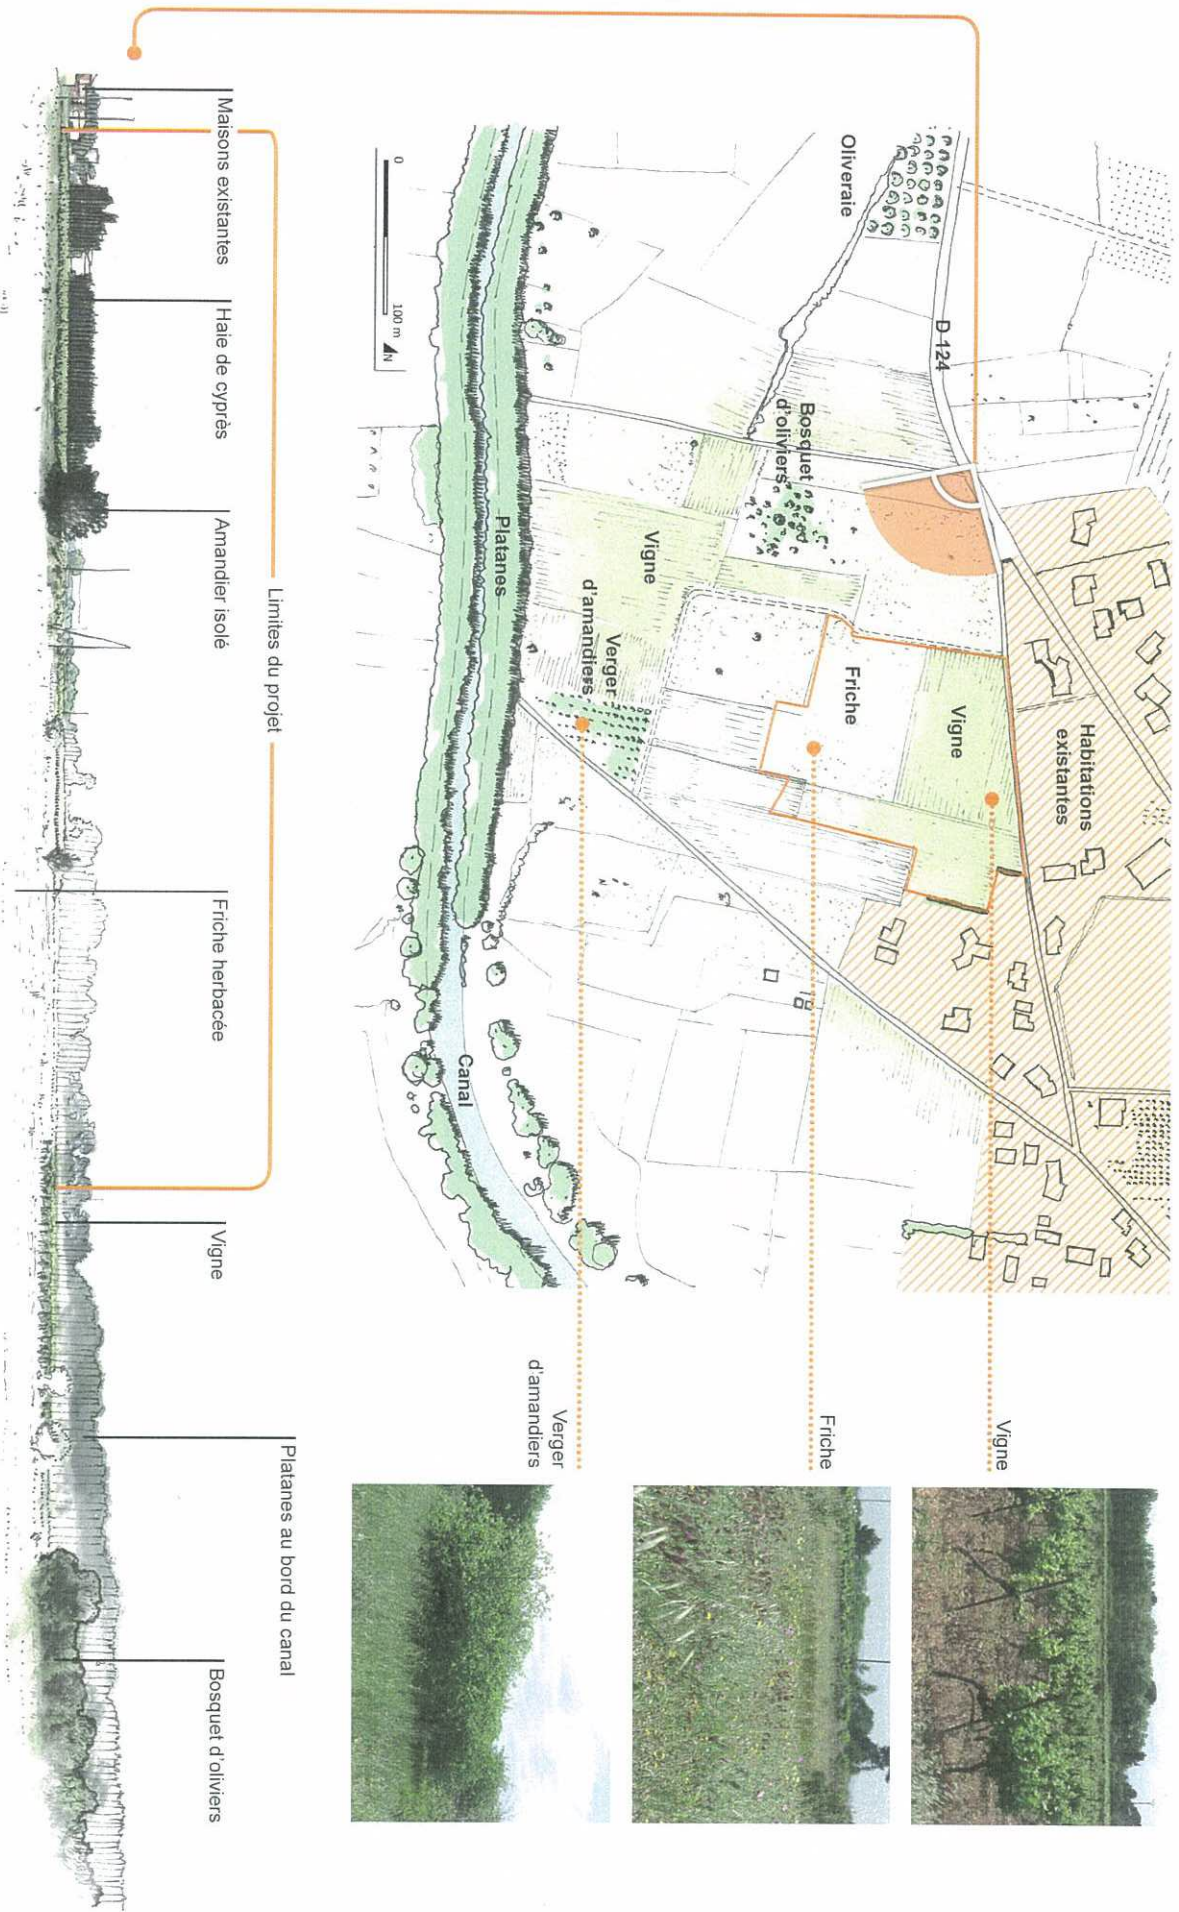 Oliveraie
D 124
Bosquet
d'oliviers
Habitations
existantes
Vigne
Friche
Vigne
Verger
d'amandiers
Platanes
Canal
0
100 m
N
Vigne
Friche
Verger
d'amandiers
Limites du projet
Maisons existantes
Haie de cyprès
Amandier isolé
Friche herbacée
Vigne
Platanes au bord du canal
Bosquet d'oliviers